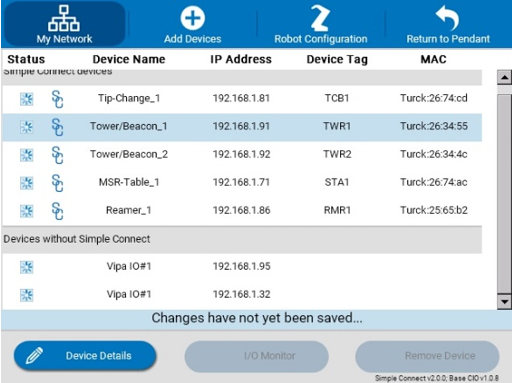 My Network
Add Devices
Robot Configuration
Return to Pendant
Status Device Name IP Address Device Tag MAC
Simple Connect devices
Tip-Change_1 192.168.1.81 TCB1 Turck:26:74:cd
Tower/Beacon_1 192.168.1.91 TWR1 Turck:26:34:55
Tower/Beacon_2 192.168.1.92 TWR2 Turck:26:34:4c
MSR-Table_1 192.168.1.71 STA1 Turck:26:74:ac
Reamer_1 192.168.1.86 RMR1 Turck:25:65:b2
Devices without Simple Connect
Vipa IO#1 192.168.1.95
Vipa IO#1 192.168.1.32
Changes have not yet been saved...
Device Details
I/O Monitor
Remove Device
Simple Connect v2.0.0; Base CIO v1.0.8